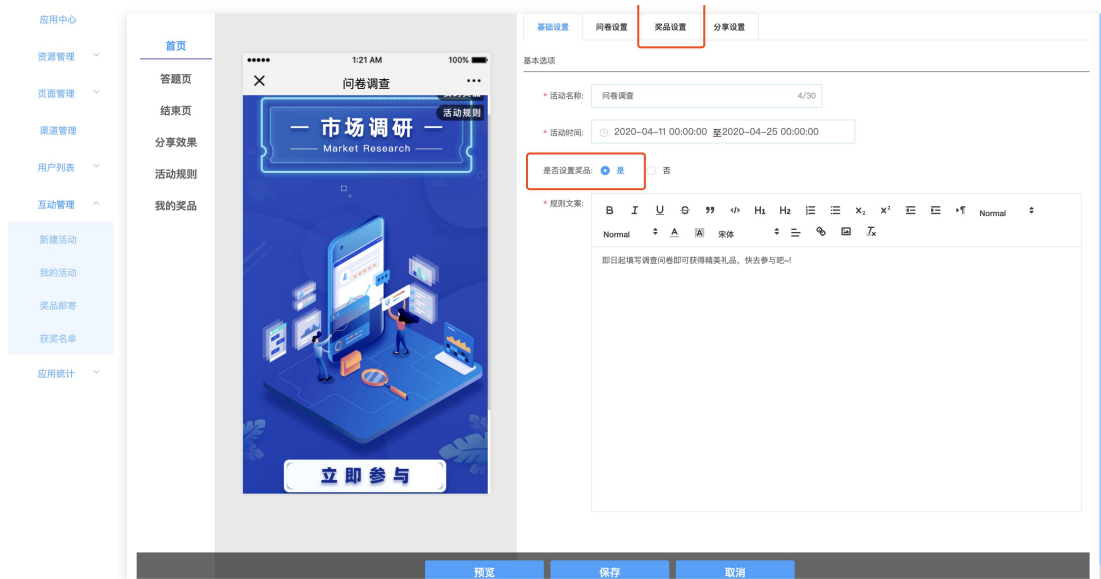 应用中心
资源管理
页面管理
渠道管理
用户列表
互动管理
新建活动
我的活动
奖品邮寄
获奖名单
应用统计
首页
答题页
结束页
分享效果
活动规则
我的奖品
1:21 AM 100%
问卷调查
活动规则
市场调研
Market Research
立即参与
基础设置 问卷设置 奖品设置 分享设置
基本选项
* 活动名称: 问卷调查 4/30
* 活动时间: 2020-04-11 00:00:00 至2020-04-25 00:00:00
是否设置奖品: 是 否
* 规则文案:
B I U S H1 H2 X2 X2 Normal
Normal A A 宋体 Tx
即日起填写调查问卷即可获得精美礼品，快去参与吧~!
预览 保存 取消